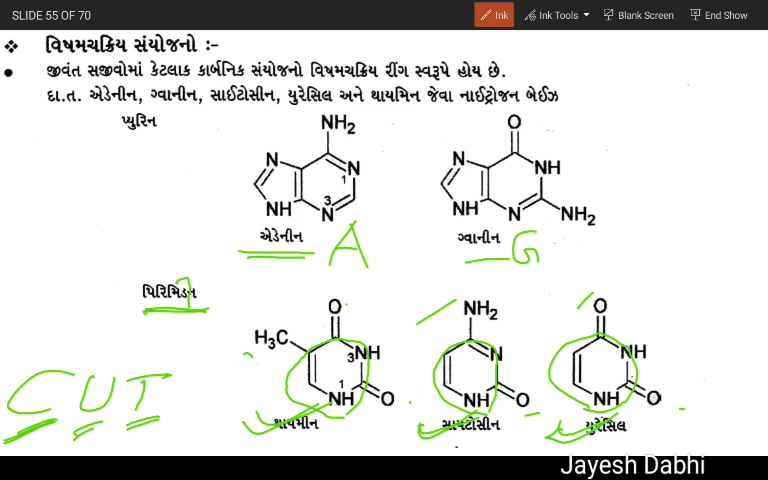 SLIDE 55 OF 70
Ink
Ink Tools
Blank Screen
End Show
❖ વિષમચક્રિય સંયોજનો :-
• જીવંત સજીવોમાં કેટલાક કાર્બનિક સંયોજનો વિષમચક્રિય રીંગ સ્વરૂપે હોય છે.
દા.ત. એડેનીન, ગ્વાનીન, સાઈટોસીન, યુરેસિલ અને થાયમિન જેવા નાઈટ્રોજન બેઈઝ
પ્યુરિન
NH2
N 1
N
NH
3
N
એડેનીન
A
O
N
NH
NH
N
NH2
ગ્વાનીન
G
પિરિમિડન
O
H3C
3 NH
1
NH
O
થાયમીન
NH2
N
NH
O
સાયટોસીન
O
NH
NH
O
યુરેસિલ
C U T
Jayesh Dabhi